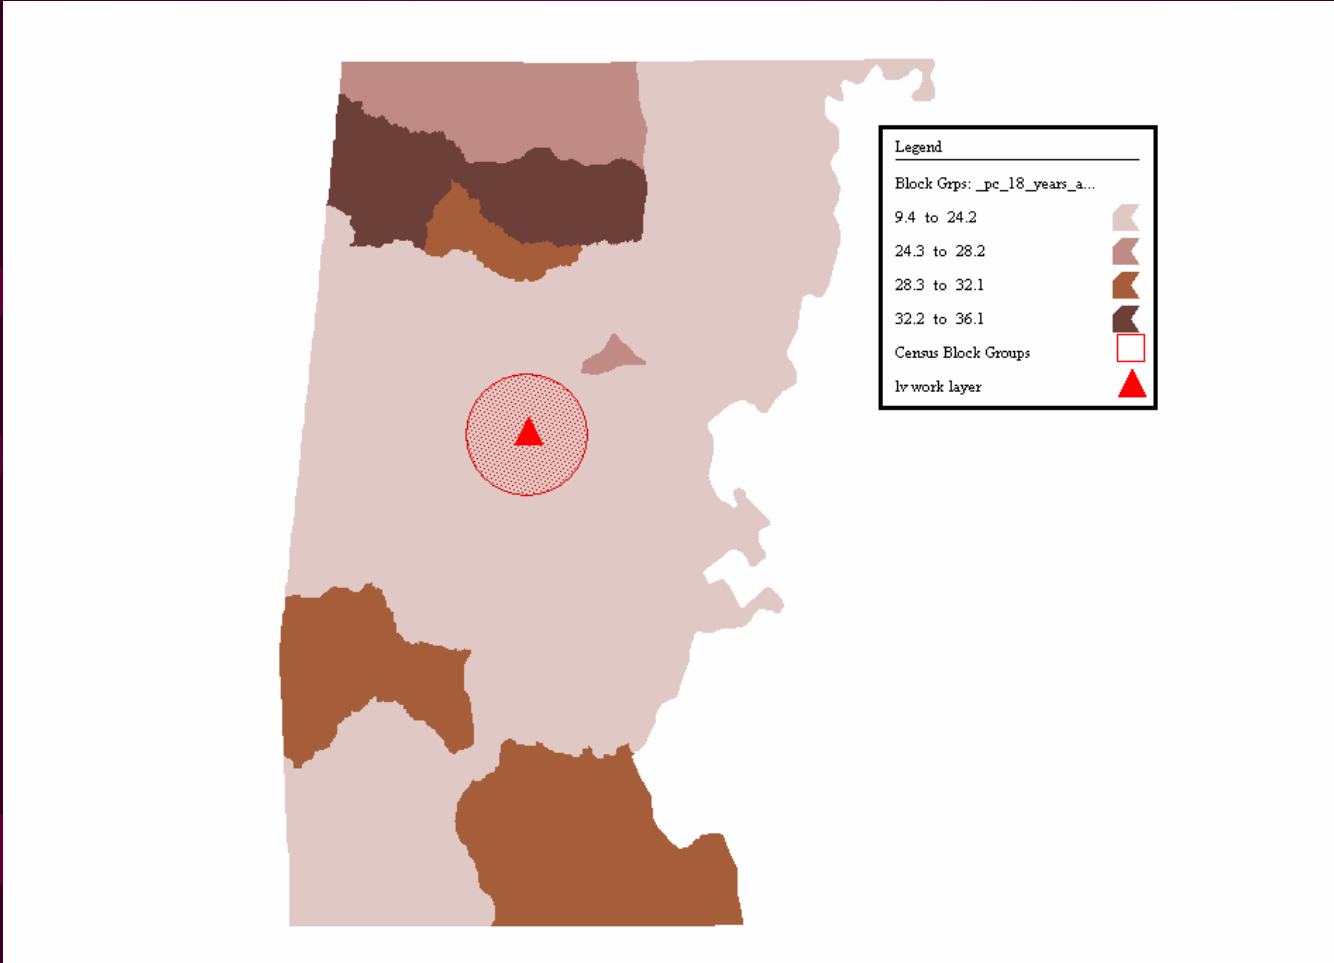 Legend
Block Grps: _pc_18_years_a...
9.4 to 24.2
24.3 to 28.2
28.3 to 32.1
32.2 to 36.1
Census Block Groups
lv work layer